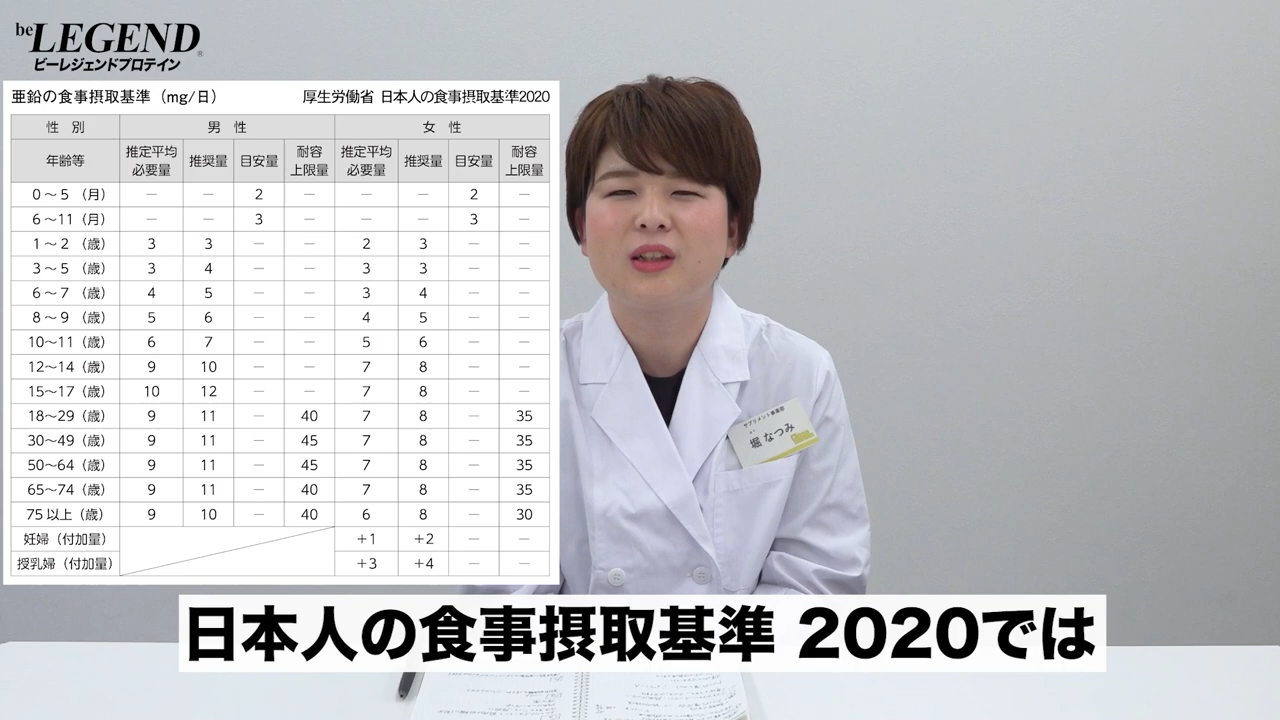 be LEGEND®
ビーレジェンドプロテイン
亜鉛の食事摂取基準（mg/日） 厚生労働省 日本人の食事摂取基準2020
性 別 男 性 女 性
年齢等 推定平均必要量 推奨量 目安量 耐容上限量 推定平均必要量 推奨量 目安量 耐容上限量
0～5（月） — — 2 — — — 2 —
6～11（月） — — 3 — — — 3 —
1～2（歳） 3 3 — — 2 3 — —
3～5（歳） 3 4 — — 3 3 — —
6～7（歳） 4 5 — — 3 4 — —
8～9（歳） 5 6 — — 4 5 — —
10～11（歳） 6 7 — — 5 6 — —
12～14（歳） 9 10 — — 7 8 — —
15～17（歳） 10 12 — — 7 8 — —
18～29（歳） 9 11 — 40 7 8 — 35
30～49（歳） 9 11 — 45 7 8 — 35
50～64（歳） 9 11 — 45 7 8 — 35
65～74（歳） 9 11 — 40 7 8 — 35
75以上（歳） 9 10 — 40 6 8 — 30
妊婦（付加量） +1 +2 — —
授乳婦（付加量） +3 +4 — —
サプリメント事業部
堀 なつみ
日本人の食事摂取基準 2020では